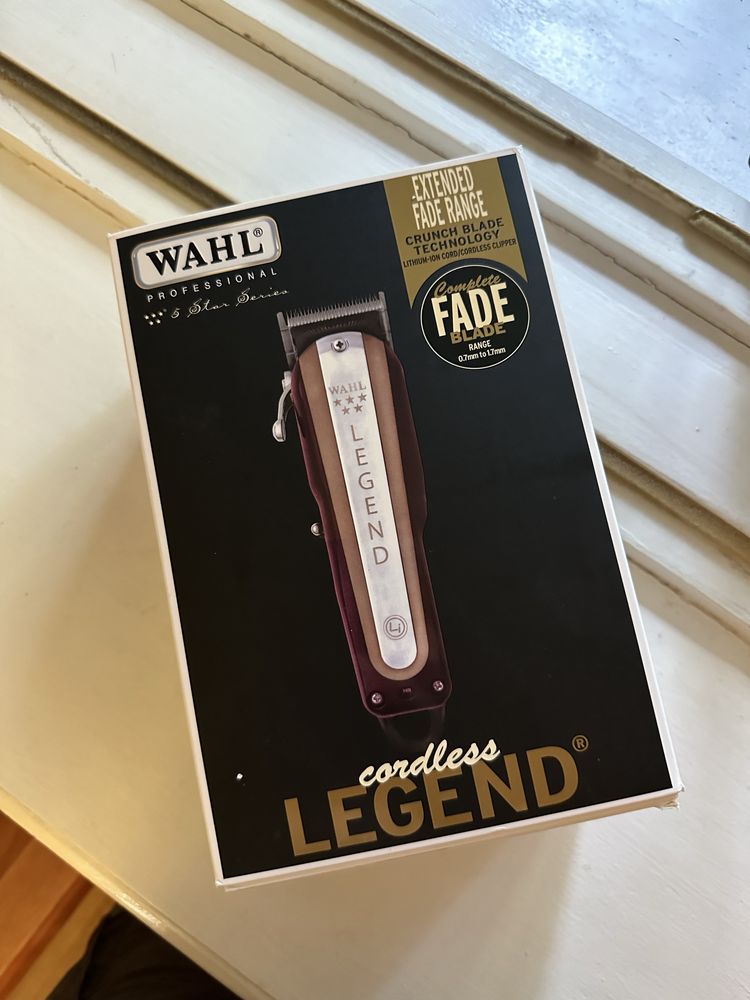 WAHL®
PROFESSIONAL
5 Star Series
EXTENDED
FADE RANGE
CRUNCH BLADE
TECHNOLOGY
LITHIUM-ION CORD/CORDLESS CLIPPER
Complete
FADE
BLADE
RANGE
0.7mm to 1.7mm
WAHL
LEGEND
Li
cordless
LEGEND®